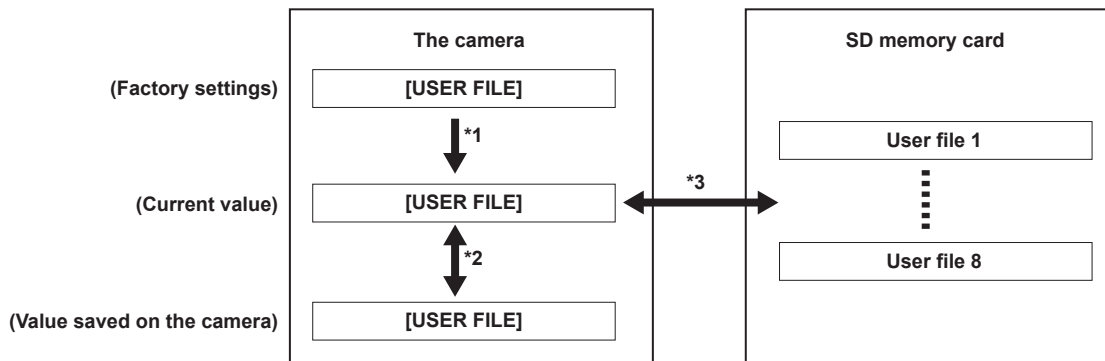 The camera
SD memory card
(Factory settings)
[USER FILE]
*1
User file 1
*3
(Current value)
[USER FILE]
*2
User file 8
(Value saved on the camera)
[USER FILE]